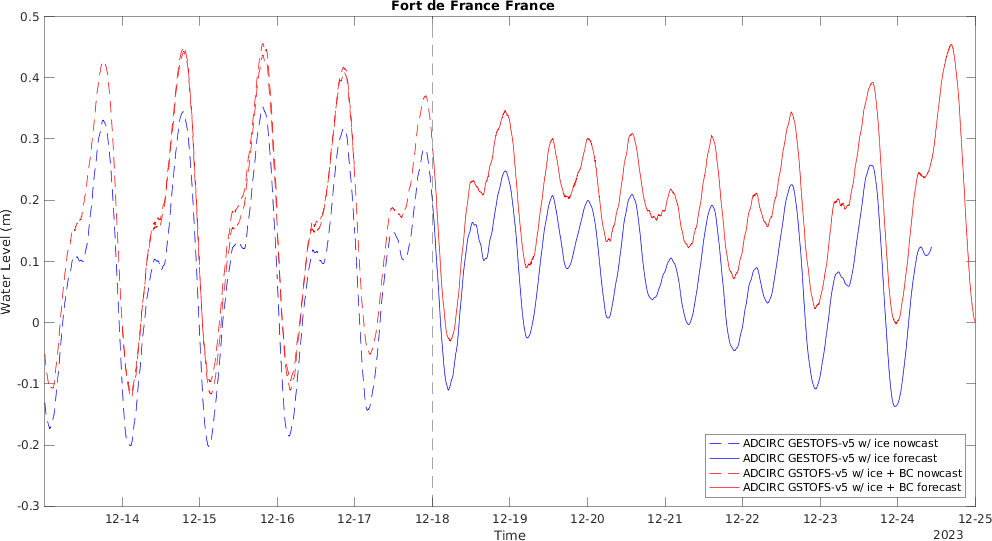 Fort de France France
Water Level (m)
0.5
0.4
0.3
0.2
0.1
0
-0.1
-0.2
-0.3
ADCIRC GESTOFS-v5 w/ ice nowcast
ADCIRC GESTOFS-v5 w/ ice forecast
ADCIRC GSTOFS-v5 w/ ice + BC nowcast
ADCIRC GSTOFS-v5 w/ ice + BC forecast
12-14 12-15 12-16 12-17 12-18 12-19 12-20 12-21 12-22 12-23 12-24 12-25
Time
2023